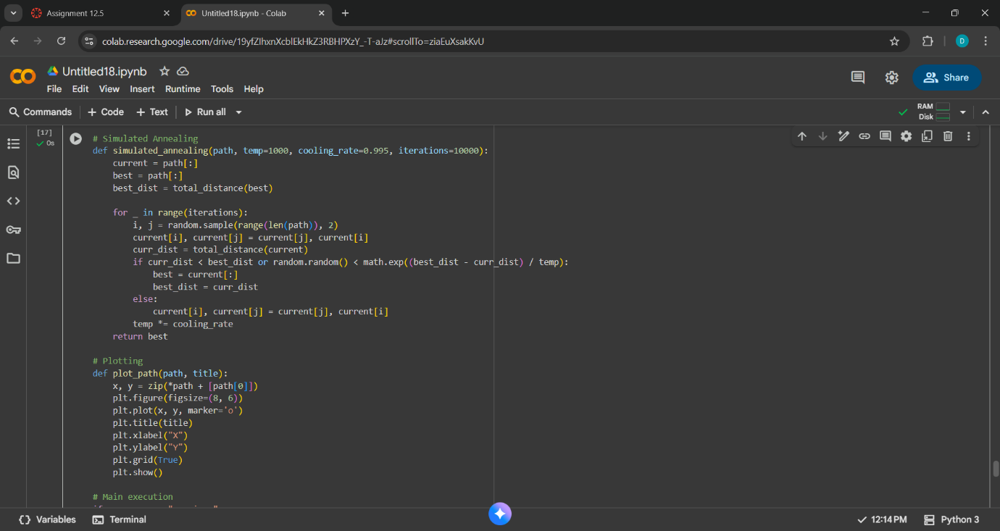 Assignment 12.5
Untitled18.ipynb - Colab
colab.research.google.com/drive/19yfZlhxnXcblEkHkZ3RBHPXzY_-T-aJz#scrollTo=ziaEuXsakKvU
D
Untitled18.ipynb
Share
File Edit View Insert Runtime Tools Help
Commands + Code + Text Run all
RAM
Disk
[17]
0s
# Simulated Annealing
def simulated_annealing(path, temp=1000, cooling_rate=0.995, iterations=10000):
    current = path[:]
    best = path[:]
    best_dist = total_distance(best)
    for _ in range(iterations):
        i, j = random.sample(range(len(path)), 2)
        current[i], current[j] = current[j], current[i]
        curr_dist = total_distance(current)
        if curr_dist < best_dist or random.random() < math.exp((best_dist - curr_dist) / temp):
            best = current[:]
            best_dist = curr_dist
        else:
            current[i], current[j] = current[j], current[i]
        temp *= cooling_rate
    return best
# Plotting
def plot_path(path, title):
    x, y = zip(*path + [path[0]])
    plt.figure(figsize=(8, 6))
    plt.plot(x, y, marker='o')
    plt.title(title)
    plt.xlabel("X")
    plt.ylabel("Y")
    plt.grid(True)
    plt.show()
# Main execution
Variables Terminal
12:14 PM Python 3